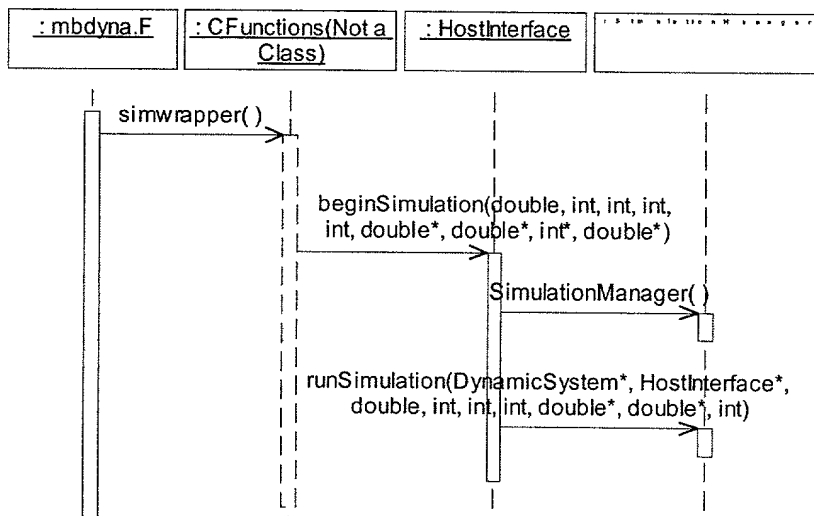 : mbdyna.F
: CFunctions(Not a
Class)
: HostInterface
simwrapper( )
beginSimulation(double, int, int, int,
int, double*, double*, int*, double*)
SimulationManager( )
runSimulation(DynamicSystem*, HostInterface*,
double, int, int, int, double*, double*, int)